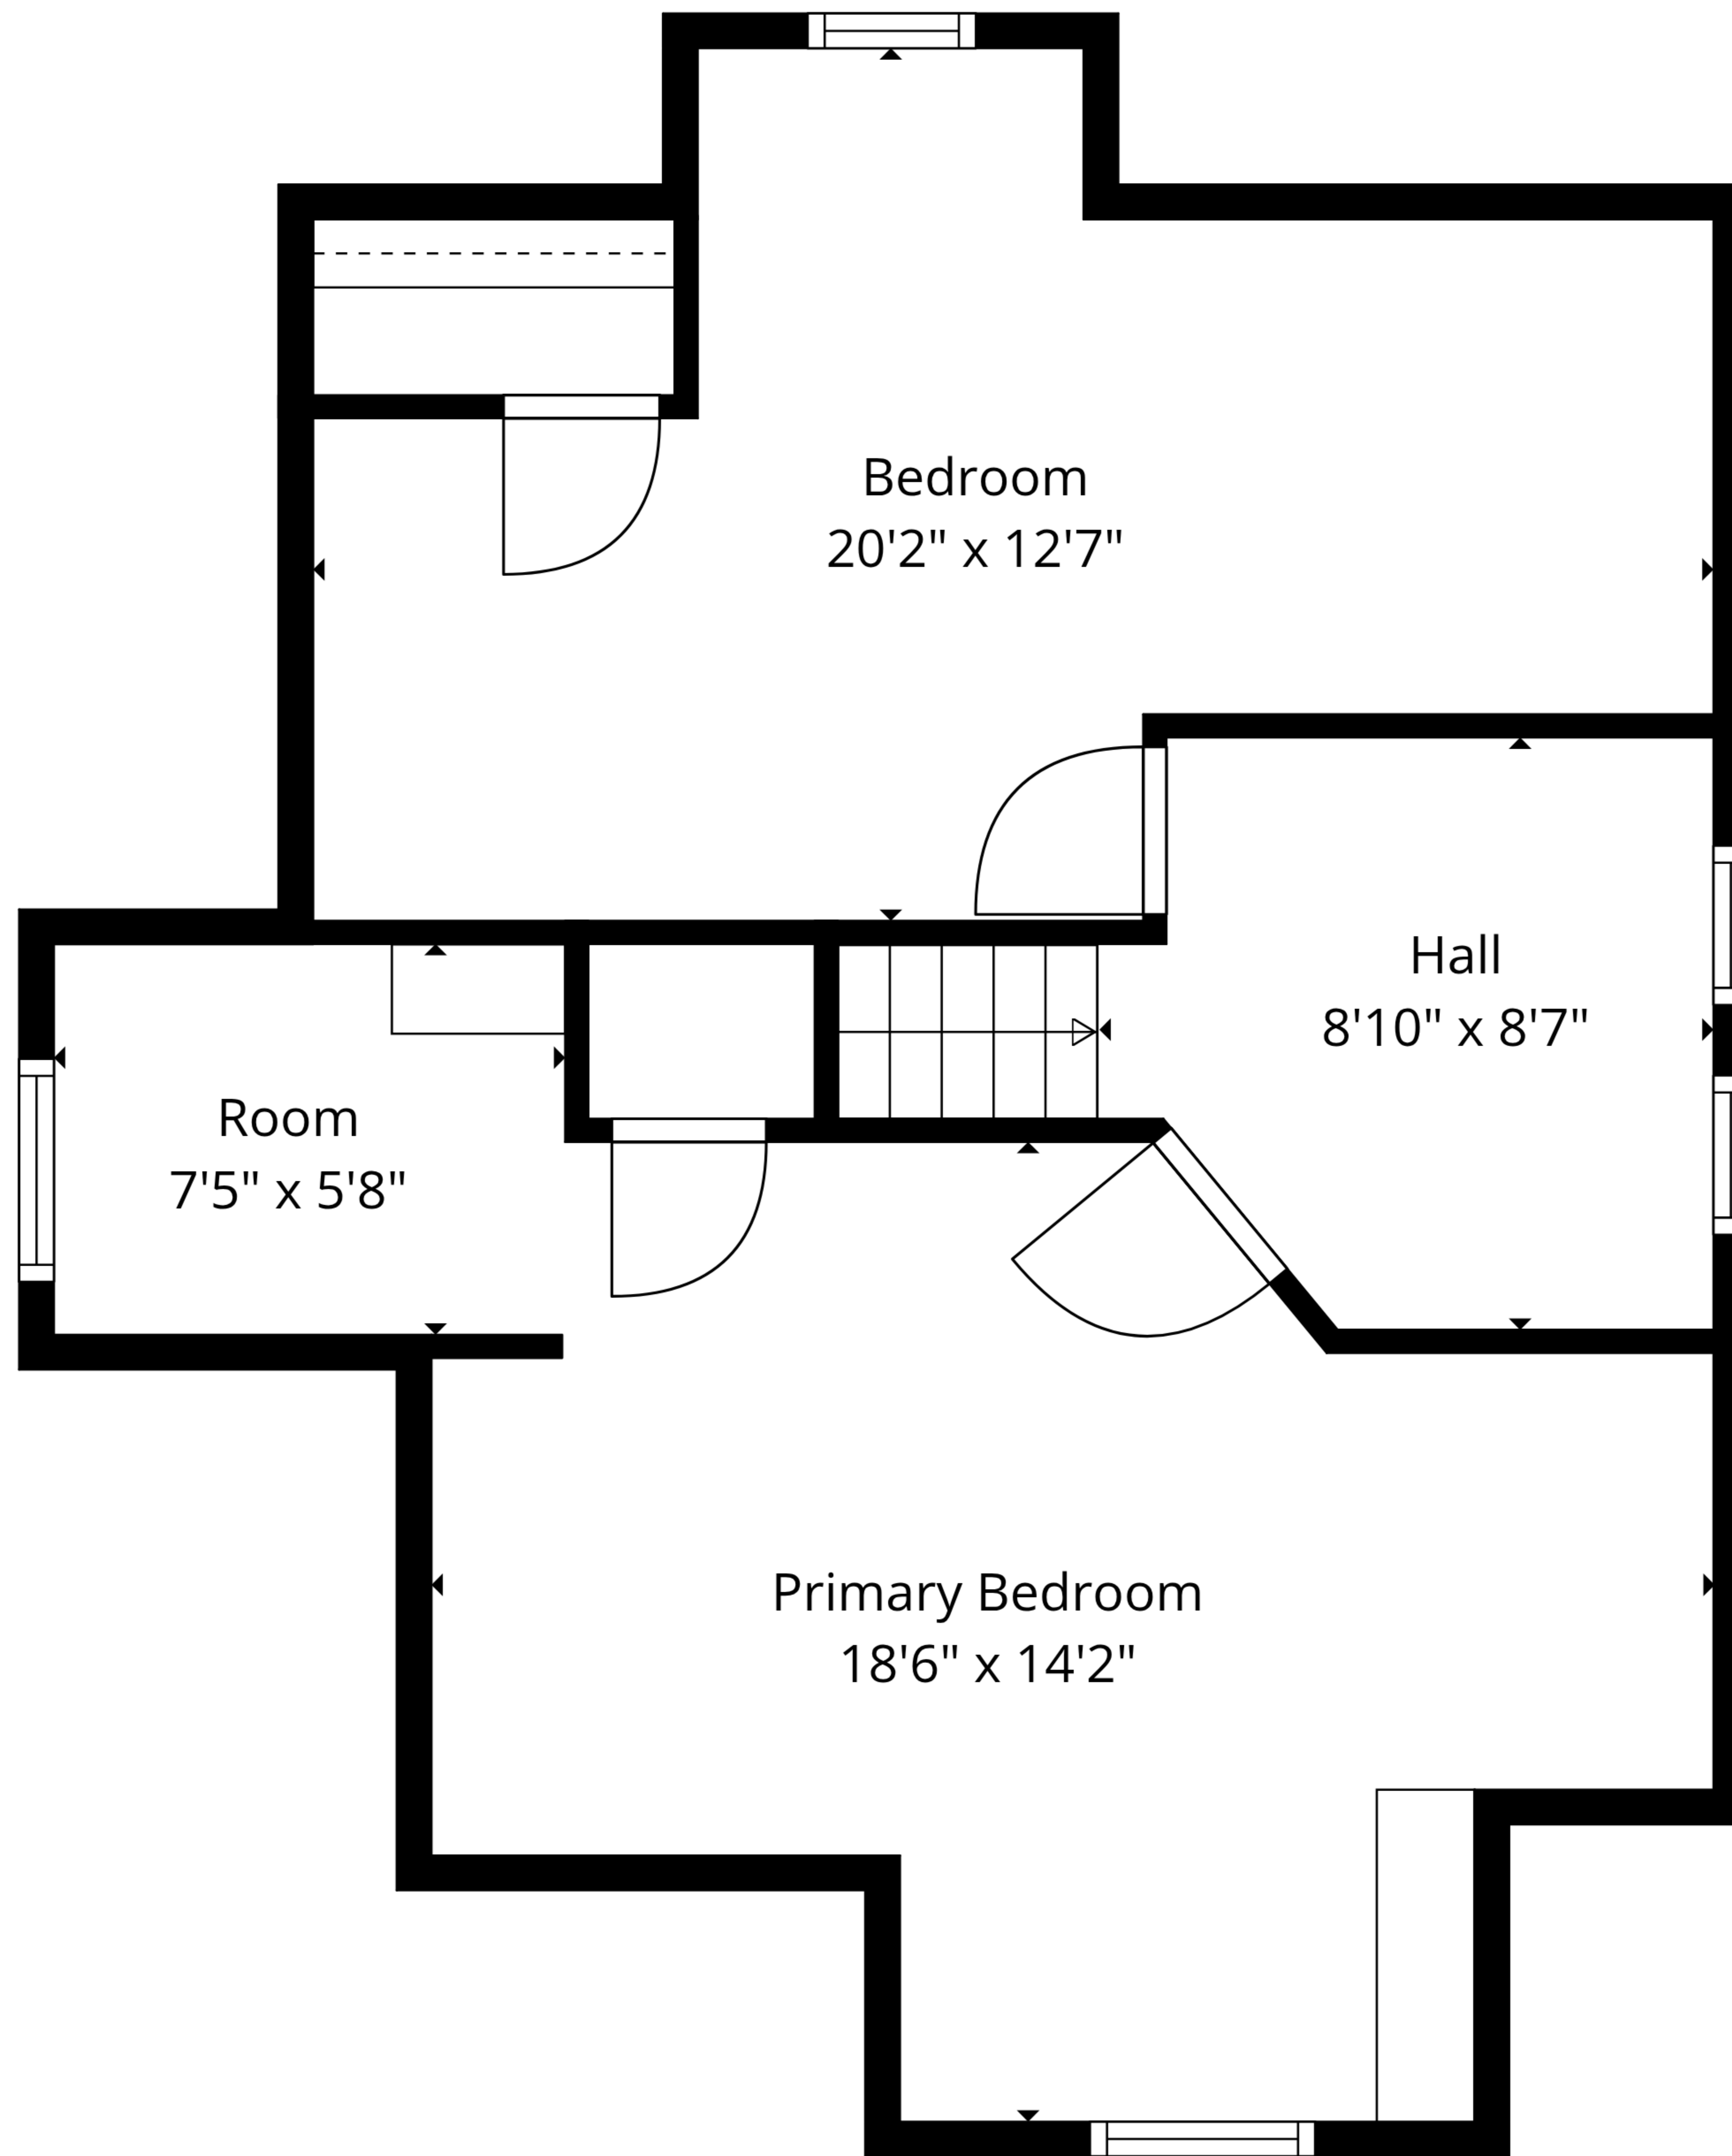 Bedroom
20'2" x 12'7"
Hall
8'10" x 8'7"
Room
7'5" x 5'8"
Primary Bedroom
18'6" x 14'2"